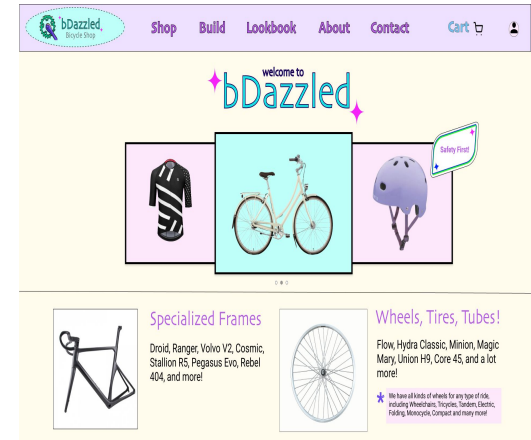 bDazzled,
Bicycle Shop
Shop Build Lookbook About Contact Cart
welcome to
bDazzled
Safety First!
Specialized Frames
Droid, Ranger, Volvo V2, Cosmic,
Stallion R5, Pegasus Evo, Rebel
404, and more!
Wheels, Tires, Tubes!
Flow, Hydra Classic, Minion, Magic
Mary, Union H9, Core 45, and a lot
more!
* We have all kinds of wheels for any type of ride,
including Wheelchairs, Tricycles, Tandem, Electric,
Folding, Monocycle, Compact and many more!